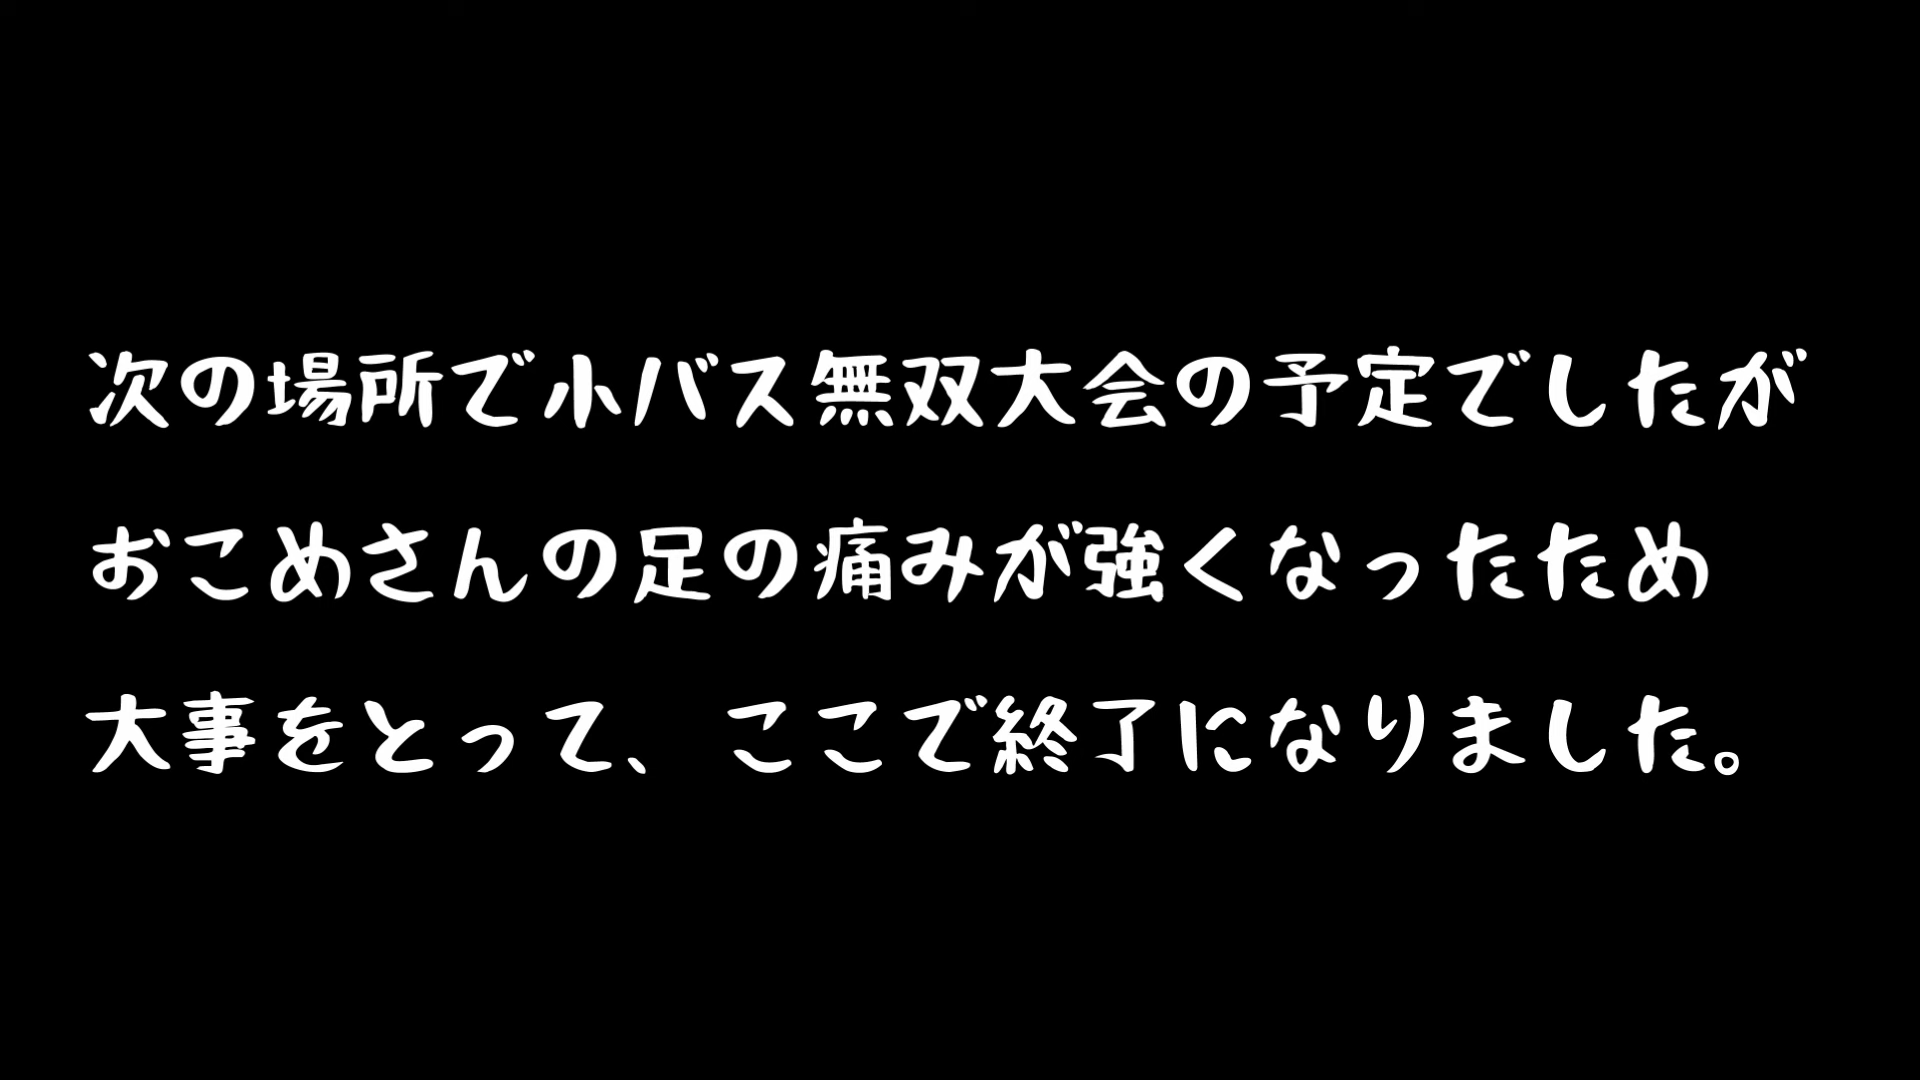 次の場所で小バス無双大会の予定でしたが
おこめさんの足の痛みが強くなったため
大事をとって、ここで終了になりました。